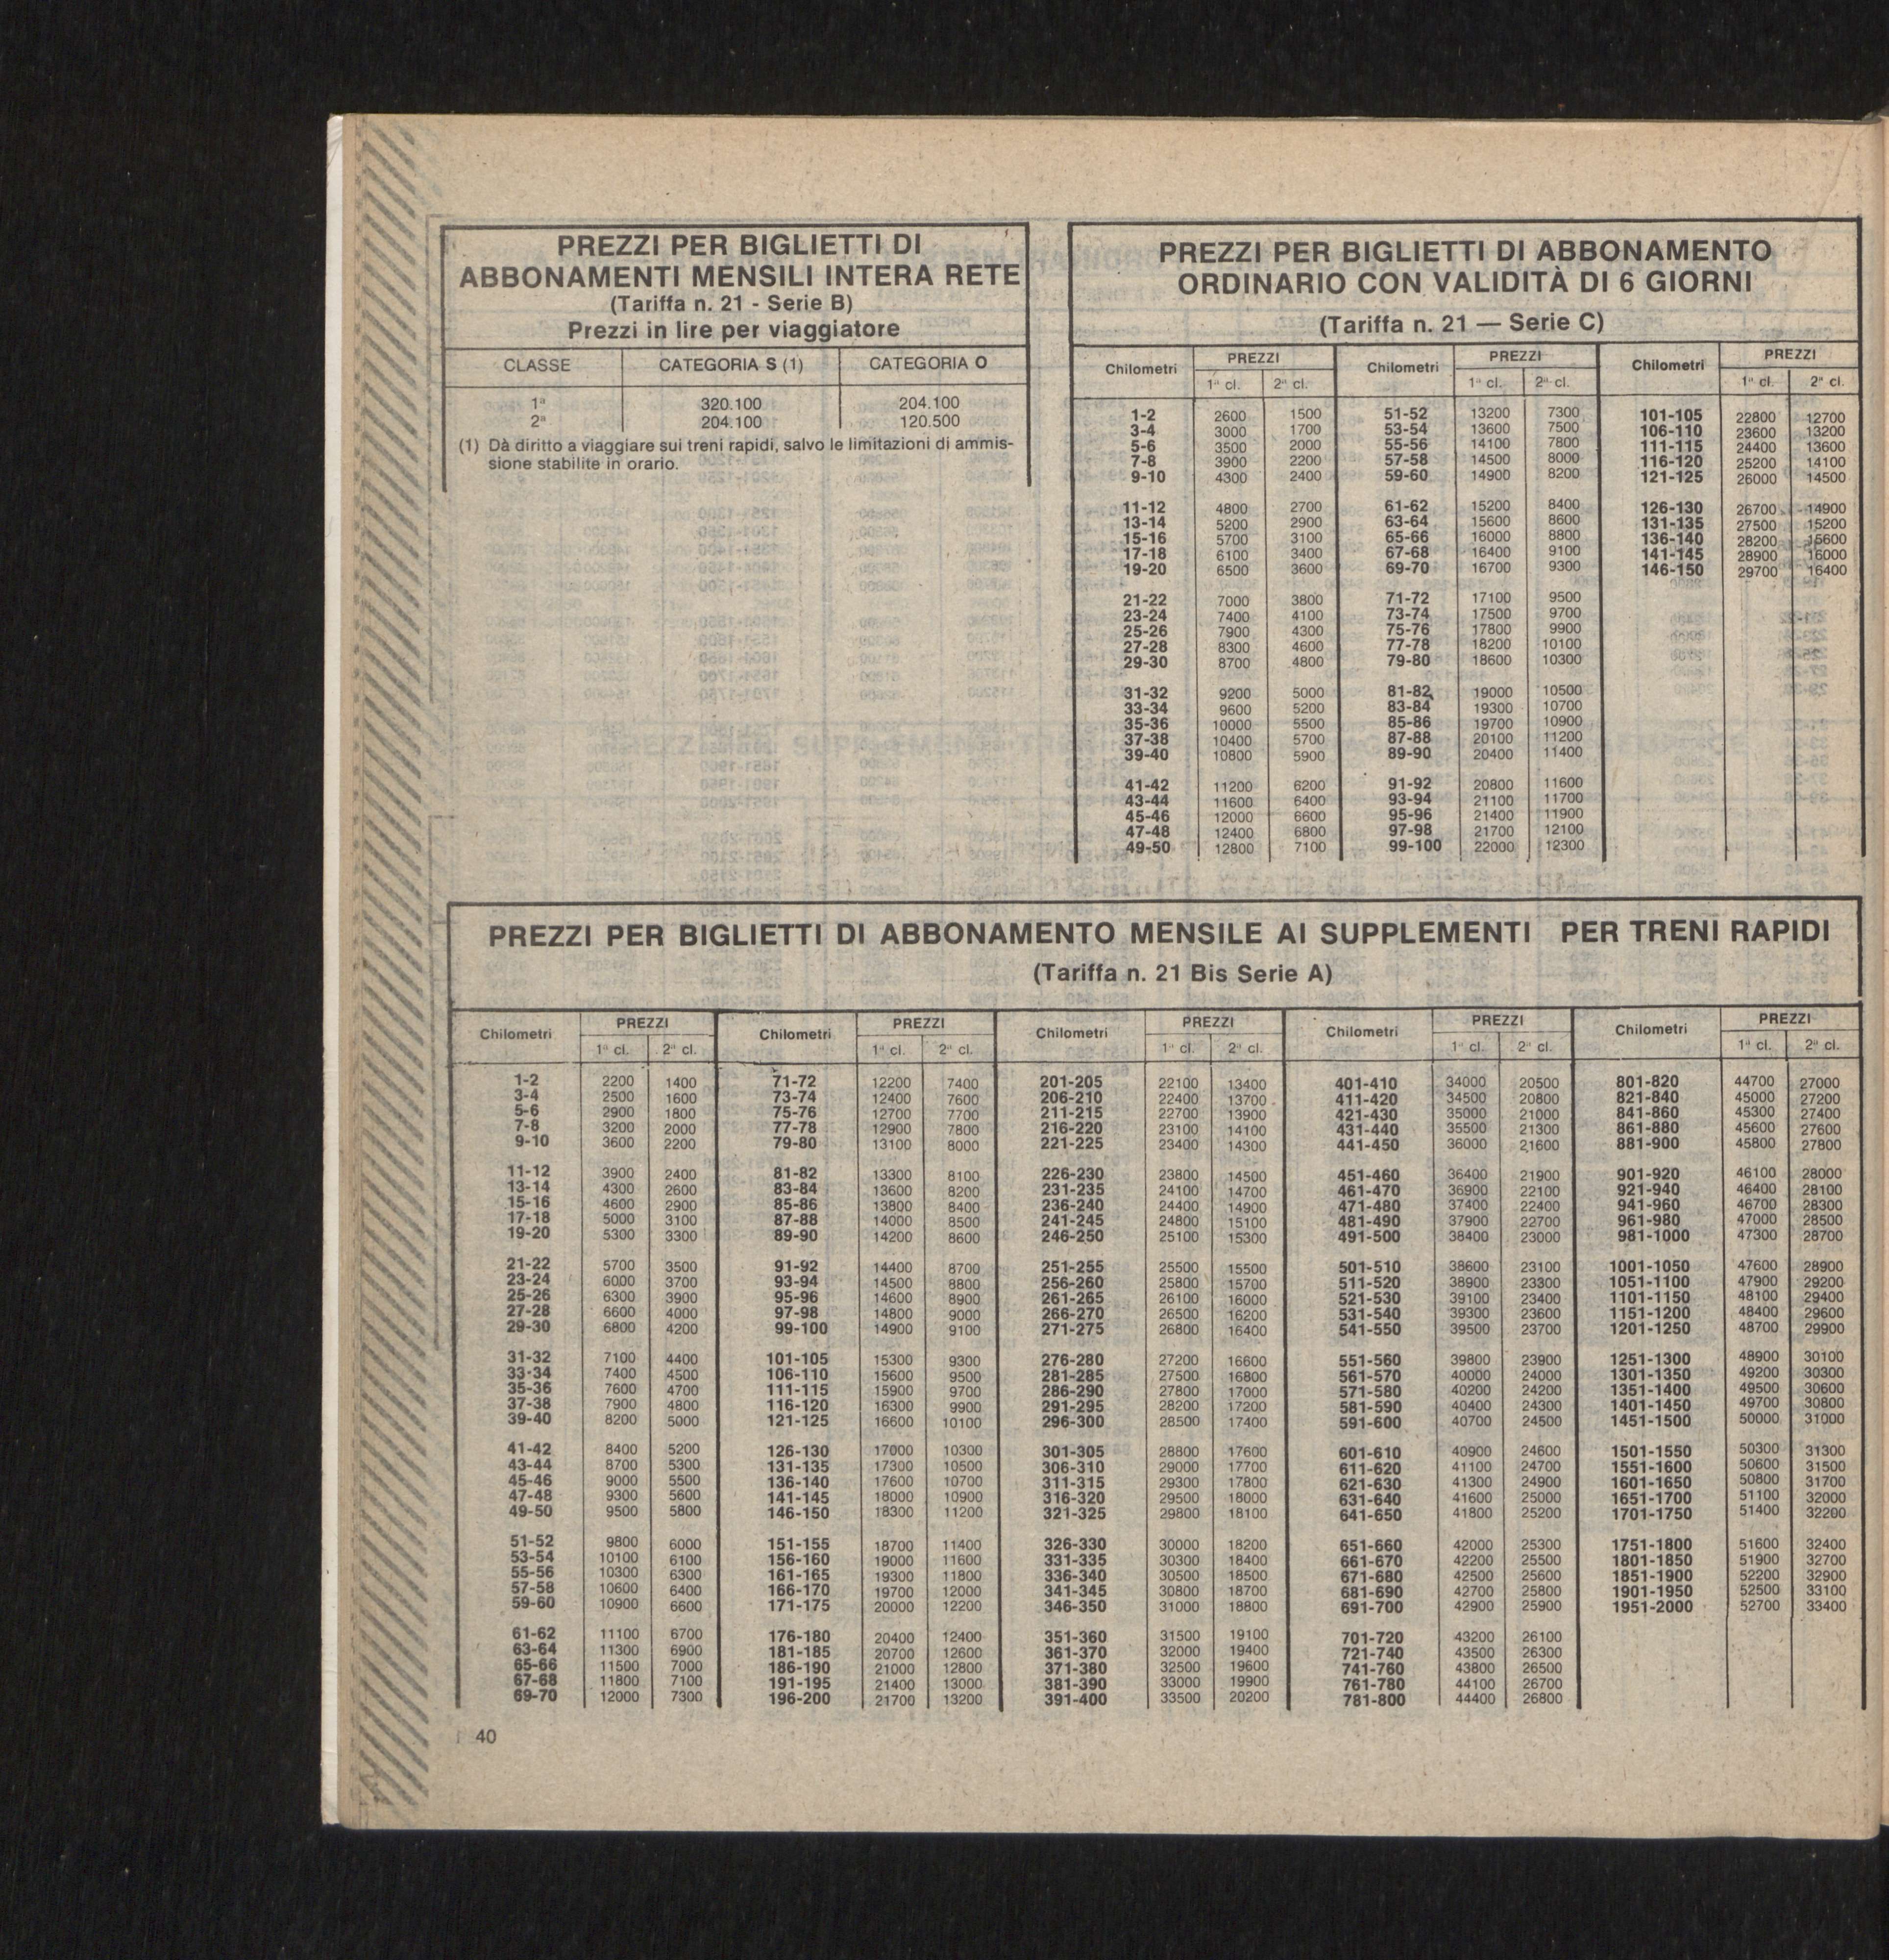 PREZZI PER BIGLIETTI DI
ABBONAMENTI MENSILI INTERA RETE
(Tariffa n. 21 - Serie B)
Prezzi in lire per viaggiatore
CLASSE CATEGORIA S (1) CATEGORIA O
1ª 320.100 204.100
2ª 204.100 120.500
(1) Dà diritto a viaggiare sui treni rapidi, salvo le limitazioni di ammis-
sione stabilite in orario.
PREZZI PER BIGLIETTI DI ABBONAMENTO
ORDINARIO CON VALIDITÀ DI 6 GIORNI
(Tariffa n. 21 — Serie C)
Chilometri PREZZI Chilometri PREZZI Chilometri PREZZI
1ª cl. 2ª cl. 1ª cl. 2ª cl. 1ª cl. 2ª cl.
1-2 2600 1500 51-52 13200 7300 101-105 22800 12700
3-4 3000 1700 53-54 13600 7500 106-110 23600 13200
5-6 3500 2000 55-56 14100 7800 111-115 24400 13600
7-8 3900 2200 57-58 14500 8000 116-120 25200 14100
9-10 4300 2400 59-60 14900 8200 121-125 26000 14500
11-12 4800 2700 61-62 15200 8400 126-130 26700 14900
13-14 5200 2900 63-64 15600 8600 131-135 27500 15200
15-16 5700 3100 65-66 16000 8800 136-140 28200 15600
17-18 6100 3400 67-68 16400 9100 141-145 28900 16000
19-20 6500 3600 69-70 16700 9300 146-150 29700 16400
21-22 7000 3800 71-72 17100 9500
23-24 7400 4100 73-74 17500 9700
25-26 7900 4300 75-76 17800 9900
27-28 8300 4600 77-78 18200 10100
29-30 8700 4800 79-80 18600 10300
31-32 9200 5000 81-82 19000 10500
33-34 9600 5200 83-84 19300 10700
35-36 10000 5500 85-86 19700 10900
37-38 10400 5700 87-88 20100 11200
39-40 10800 5900 89-90 20400 11400
41-42 11200 6200 91-92 20800 11600
43-44 11600 6400 93-94 21100 11700
45-46 12000 6600 95-96 21400 11900
47-48 12400 6800 97-98 21700 12100
49-50 12800 7100 99-100 22000 12300
PREZZI PER BIGLIETTI DI ABBONAMENTO MENSILE AI SUPPLEMENTI PER TRENI RAPIDI
(Tariffa n. 21 Bis Serie A)
Chilometri PREZZI Chilometri PREZZI Chilometri PREZZI Chilometri PREZZI Chilometri PREZZI
1ª cl. 2ª cl. 1ª cl. 2ª cl. 1ª cl. 2ª cl. 1ª cl. 2ª cl. 1ª cl. 2ª cl.
1-2 2200 1400 71-72 12200 7400 201-205 22100 13400 401-410 34000 20500 801-820 44700 27000
3-4 2500 1600 73-74 12400 7600 206-210 22400 13700 411-420 34500 20800 821-840 45000 27200
5-6 2900 1800 75-76 12700 7700 211-215 22700 13900 421-430 35000 21000 841-860 45300 27400
7-8 3200 2000 77-78 12900 7800 216-220 23100 14100 431-440 35500 21300 861-880 45600 27600
9-10 3600 2200 79-80 13100 8000 221-225 23400 14300 441-450 36000 21600 881-900 45800 27800
11-12 3900 2400 81-82 13300 8100 226-230 23800 14500 451-460 36400 21900 901-920 46100 28000
13-14 4300 2600 83-84 13600 8200 231-235 24100 14700 461-470 36900 22100 921-940 46400 28100
15-16 4600 2900 85-86 13800 8400 236-240 24400 14900 471-480 37400 22400 941-960 46700 28300
17-18 5000 3100 87-88 14000 8500 241-245 24800 15100 481-490 37900 22700 961-980 47000 28500
19-20 5300 3300 89-90 14200 8600 246-250 25100 15300 491-500 38400 23000 981-1000 47300 28700
21-22 5700 3500 91-92 14400 8700 251-255 25500 15500 501-510 38600 23100 1001-1050 47600 28900
23-24 6000 3700 93-94 14500 8800 256-260 25800 15700 511-520 38900 23300 1051-1100 47900 29200
25-26 6300 3900 95-96 14600 8900 261-265 26100 16000 521-530 39100 23400 1101-1150 48100 29400
27-28 6600 4000 97-98 14800 9000 266-270 26500 16200 531-540 39300 23600 1151-1200 48400 29600
29-30 6800 4200 99-100 14900 9100 271-275 26800 16400 541-550 39500 23700 1201-1250 48700 29900
31-32 7100 4400 101-105 15300 9300 276-280 27200 16600 551-560 39800 23900 1251-1300 48900 30100
33-34 7400 4500 106-110 15600 9500 281-285 27500 16800 561-570 40000 24000 1301-1350 49200 30300
35-36 7600 4700 111-115 15900 9700 286-290 27800 17000 571-580 40200 24200 1351-1400 49500 30600
37-38 7900 4800 116-120 16300 9900 291-295 28200 17200 581-590 40400 24300 1401-1450 49700 30800
39-40 8200 5000 121-125 16600 10100 296-300 28500 17400 591-600 40700 24500 1451-1500 50000 31000
41-42 8400 5200 126-130 17000 10300 301-305 28800 17600 601-610 40900 24600 1501-1550 50300 31300
43-44 8700 5300 131-135 17300 10500 306-310 29000 17700 611-620 41100 24700 1551-1600 50600 31500
45-46 9000 5500 136-140 17600 10700 311-315 29300 17800 621-630 41300 24900 1601-1650 50800 31700
47-48 9300 5600 141-145 18000 10900 316-320 29500 18000 631-640 41600 25000 1651-1700 51100 32000
49-50 9500 5800 146-150 18300 11200 321-325 29800 18100 641-650 41800 25200 1701-1750 51400 32200
51-52 9800 6000 151-155 18700 11400 326-330 30000 18200 651-660 42000 25300 1751-1800 51600 32400
53-54 10100 6100 156-160 19000 11600 331-335 30300 18400 661-670 42200 25500 1801-1850 51900 32700
55-56 10300 6300 161-165 19300 11800 336-340 30500 18500 671-680 42500 25600 1851-1900 52200 32900
57-58 10600 6400 166-170 19700 12000 341-345 30800 18700 681-690 42700 25800 1901-1950 52500 33100
59-60 10900 6600 171-175 20000 12200 346-350 31000 18800 691-700 42900 25900 1951-2000 52700 33400
61-62 11100 6700 176-180 20400 12400 351-360 31500 19100 701-720 43200 26100
63-64 11300 6900 181-185 20700 12600 361-370 32000 19400 721-740 43500 26300
65-66 11500 7000 186-190 21000 12800 371-380 32500 19600 741-760 43800 26500
67-68 11800 7100 191-195 21400 13000 381-390 33000 19900 761-780 44100 26700
69-70 12000 7300 196-200 21700 13200 391-400 33500 20200 781-800 44400 26800
40